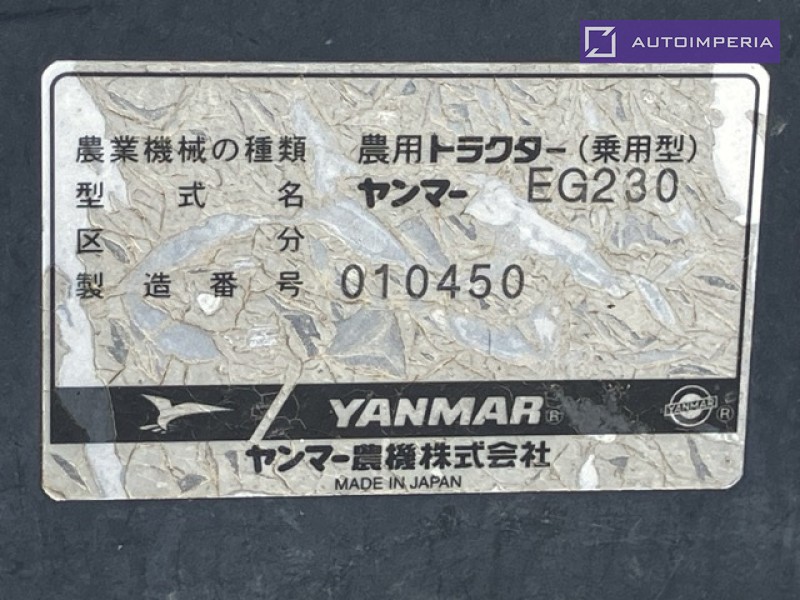 AUTOIMPERIA
農業機械の種類 農用トラクター(乗用型)
型式名 ヤンマー EG230
区分
製造番号 010450
YANMAR®
YANMAR ®
ヤンマー農機株式会社
MADE IN JAPAN